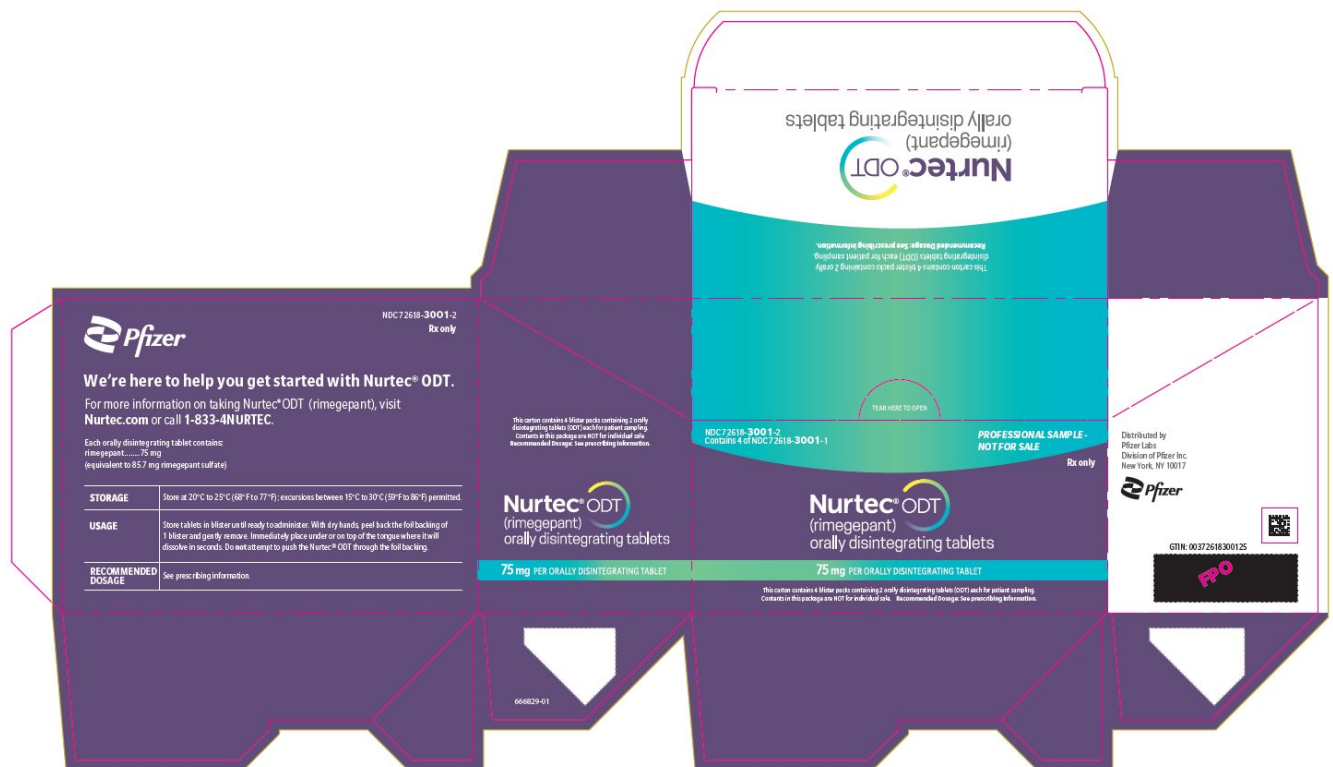 Nurtec® ODT
(rimegepant)
orally disintegrating tablets
This carton contains 4 blister packs containing 2 orally
disintegrating tablets (ODT) each for patient sampling.
Recommended Dosage: See prescribing information.
TEAR HERE TO OPEN
Pfizer
NDC 72618-3001-2
Rx only
We're here to help you get started with Nurtec® ODT.
For more information on taking Nurtec® ODT (rimegepant), visit
Nurtec.com or call 1-833-4NURTEC.
Each orally disintegrating tablet contains:
rimegepant........75 mg
(equivalent to 85.7 mg rimegepant sulfate)
STORAGE Store at 20°C to 25°C (68°F to 77°F); excursions between 15°C to 30°C (59°F to 86°F) permitted.
USAGE Store tablets in blister until ready to administer. With dry hands, peel back the foil backing of
1 blister and gently remove. Immediately place under or on top of the tongue where it will
dissolve in seconds. Do not attempt to push the Nurtec® ODT through the foil backing.
RECOMMENDED
DOSAGE See prescribing information.
This carton contains 4 blister packs containing 2 orally
disintegrating tablets (ODT) each for patient sampling.
Contents in this package are NOT for individual sale.
Recommended Dosage: See prescribing information.
Nurtec® ODT
(rimegepant)
orally disintegrating tablets
75 mg PER ORALLY DISINTEGRATING TABLET
666829-01
NDC 72618-3001-2
Contains 4 of NDC 72618-3001-1
PROFESSIONAL SAMPLE -
NOT FOR SALE
Rx only
Nurtec® ODT
(rimegepant)
orally disintegrating tablets
75 mg PER ORALLY DISINTEGRATING TABLET
This carton contains 4 blister packs containing 2 orally disintegrating tablets (ODT) each for patient sampling.
Contents in this package are NOT for individual sale. Recommended Dosage: See prescribing information.
Distributed by
Pfizer Labs
Division of Pfizer Inc.
New York, NY 10017
Pfizer
GTIN: 00372618300125
FPO